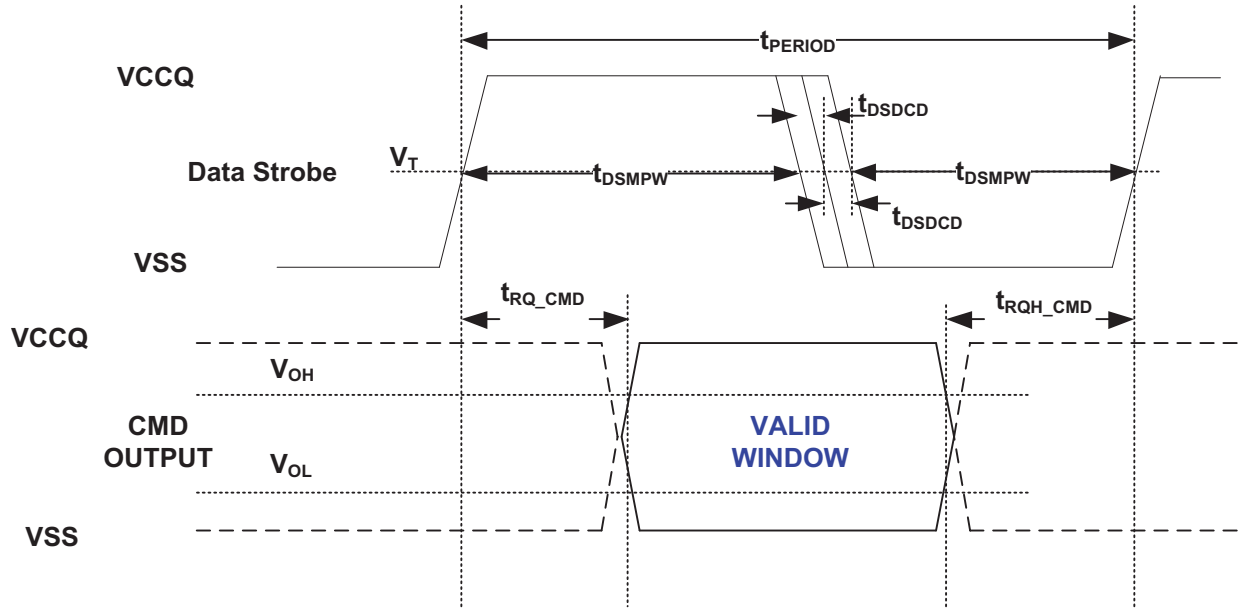 tPERIOD
VCCQ
tDSDCD
VT
Data Strobe
tDSMPW
tDSMPW
tDSDCD
VSS
tRQ_CMD
tRQH_CMD
VCCQ
VOH
CMD
OUTPUT
VALID
WINDOW
VOL
VSS